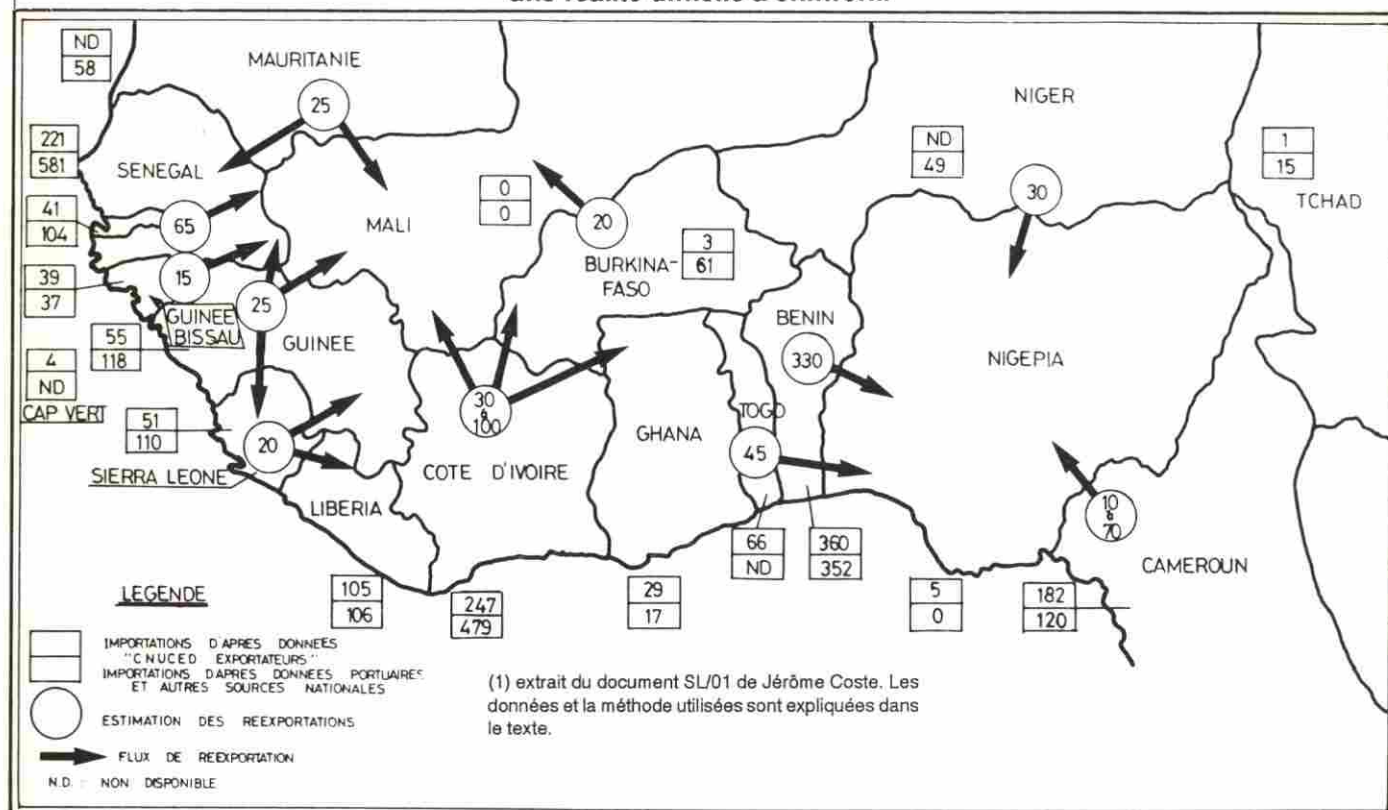 ND
58
MAURITANIE
25
NIGER
221
581
SENEGAL
ND
49
1
15
TCHAD
41
104
65
MALI
0
0
20
30
39
37
15
25
BURKINA-
FASO
3
61
GUINEE
BISSAU
GUINEE
BENIN
330
NIGEPIA
55
118
4
ND
CAP VERT
51
110
20
SIERRA LEONE
LIBERIA
30
à
100
COTE D'IVOIRE
GHANA
TOGO
45
10
à
70
CAMEROUN
66
ND
360
352
105
106
247
479
29
17
5
0
182
120
LEGENDE
IMPORTATIONS D'APRES DONNEES
"CNUCED EXPORTATEURS"
IMPORTATIONS D'APRES DONNEES PORTUAIRES
ET AUTRES SOURCES NATIONALES
ESTIMATION DES REEXPORTATIONS
FLUX DE REEXPORTATION
N.D. : NON DISPONIBLE
(1) extrait du document SL/01 de Jérôme Coste. Les
données et la méthode utilisées sont expliquées dans
le texte.